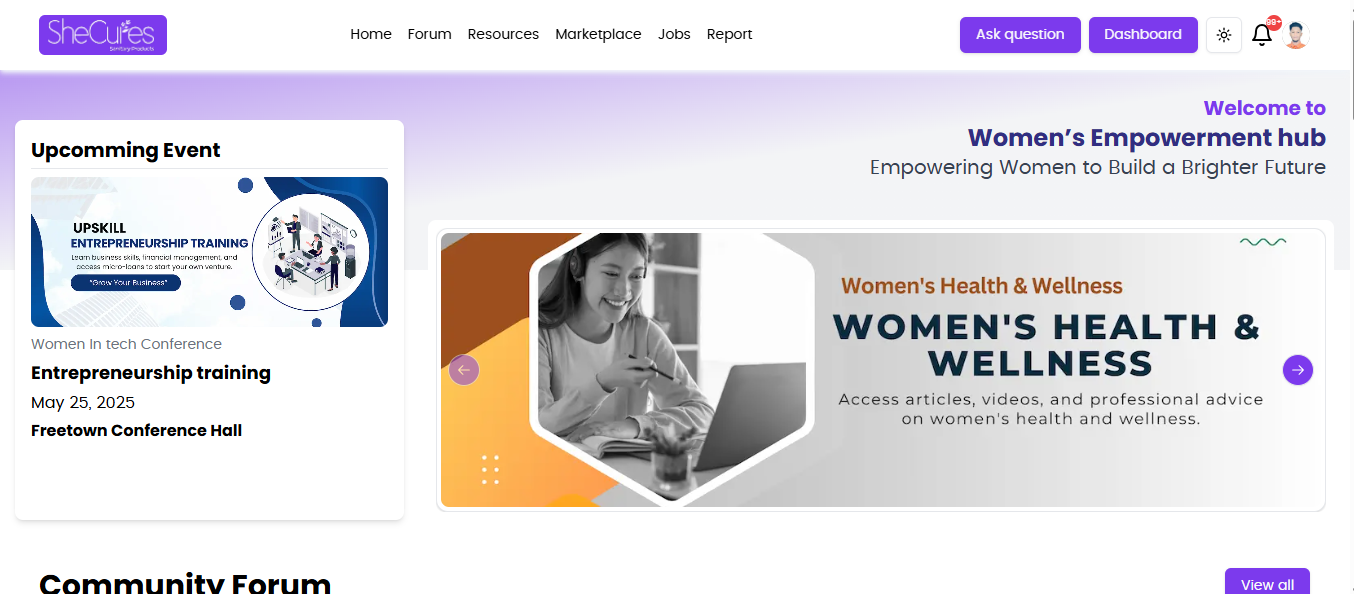 SheCures
Sanitary Products
Home Forum Resources Marketplace Jobs Report
Ask question
Dashboard
99+
Welcome to
Women’s Empowerment hub
Empowering Women to Build a Brighter Future
Upcomming Event
UPSKILL
ENTREPRENEURSHIP TRAINING
Learn business skills, financial management, and
access micro-loans to start your own venture.
"Grow Your Business"
Women In tech Conference
Entrepreneurship training
May 25, 2025
Freetown Conference Hall
Women's Health & Wellness
WOMEN'S HEALTH &
WELLNESS
Access articles, videos, and professional advice
on women's health and wellness.
Community Forum
View all